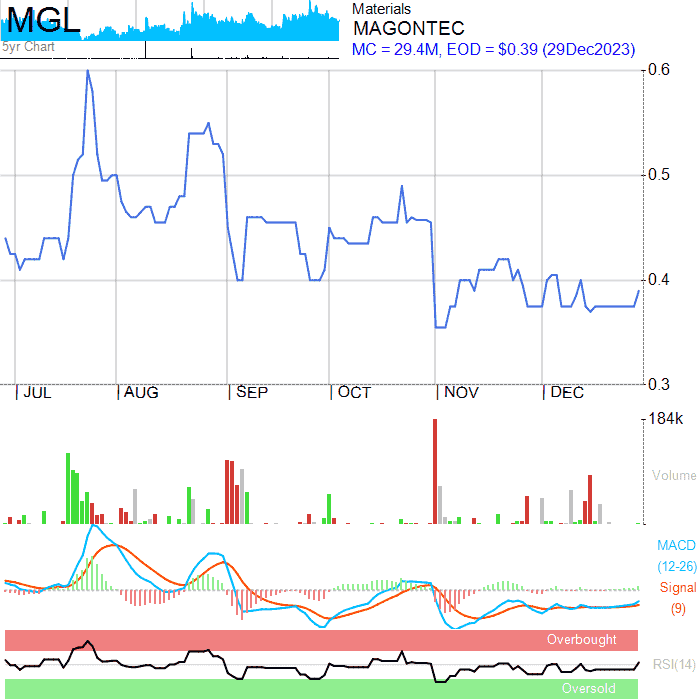 MGL
5yr Chart
Materials
MAGONTEC
MC = 29.4M, EOD = $0.39 (29Dec2023)
0.6
0.5
0.4
0.3
JUL AUG SEP OCT NOV DEC
184k
Volume
MACD
(12-26)
Signal
(9)
Overbought
RSI(14)
Oversold